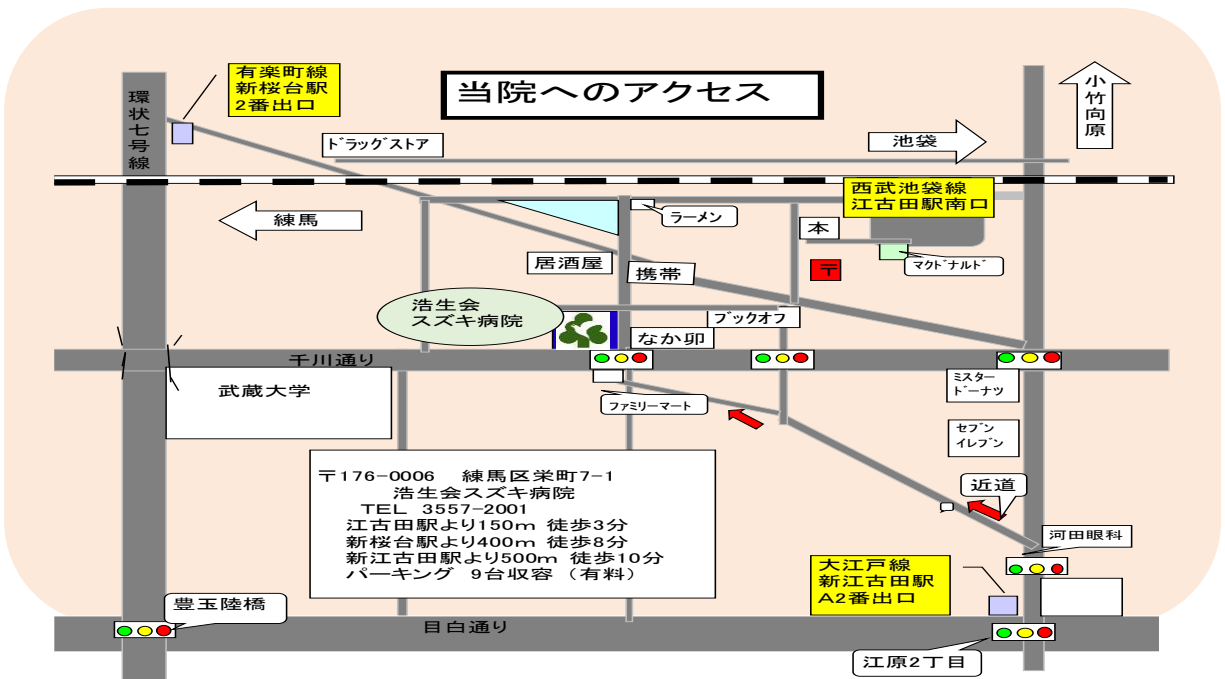 当院へのアクセス
有楽町線
新桜台駅
2番出口
環状七号線
小竹向原
ドラッグストア
池袋
西武池袋線
江古田駅南口
練馬
ラーメン
本
居酒屋
携帯
〒
マクドナルド
浩生会
スズキ病院
ブックオフ
なか卯
千川通り
武蔵大学
ファミリーマート
ミスター
ドーナツ
セブン
イレブン
〒176-0006 練馬区栄町7-1
浩生会スズキ病院
TEL 3557-2001
江古田駅より150m 徒歩3分
新桜台駅より400m 徒歩8分
新江古田駅より500m 徒歩10分
パーキング 9台収容（有料）
近道
河田眼科
大江戸線
新江古田駅
A2番出口
豊玉陸橋
目白通り
江原2丁目